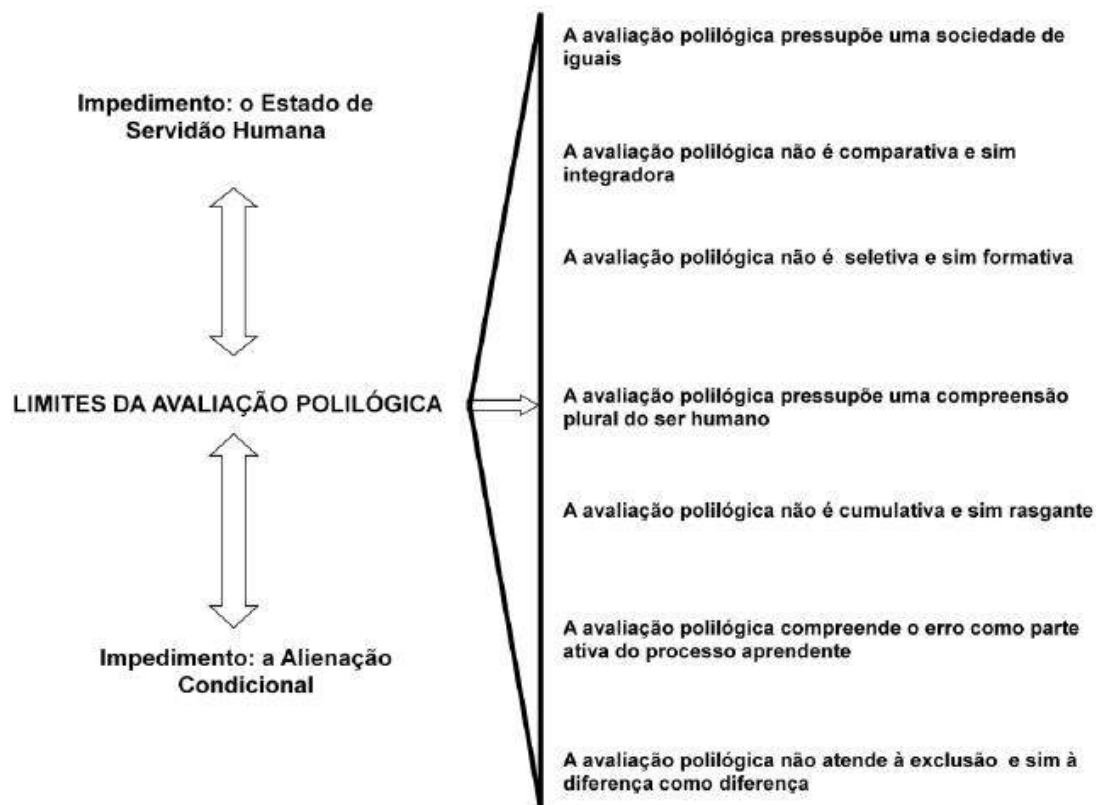 Impedimento: o Estado de
Servidão Humana
LIMITES DA AVALIAÇÃO POLILÓGICA
Impedimento: a Alienação
Condicional
A avaliação polilógica pressupõe uma sociedade de
iguais
A avaliação polilógica não é comparativa e sim
integradora
A avaliação polilógica não é seletiva e sim formativa
A avaliação polilógica pressupõe uma compreensão
plural do ser humano
A avaliação polilógica não é cumulativa e sim rasgante
A avaliação polilógica compreende o erro como parte
ativa do processo aprendente
A avaliação polilógica não atende à exclusão e sim à
diferença como diferença